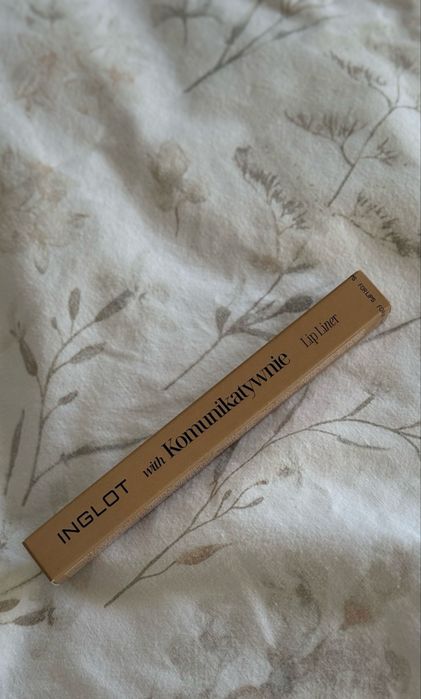 INGLOT with Komunikatywnie Lip Liner
FOR LIPS